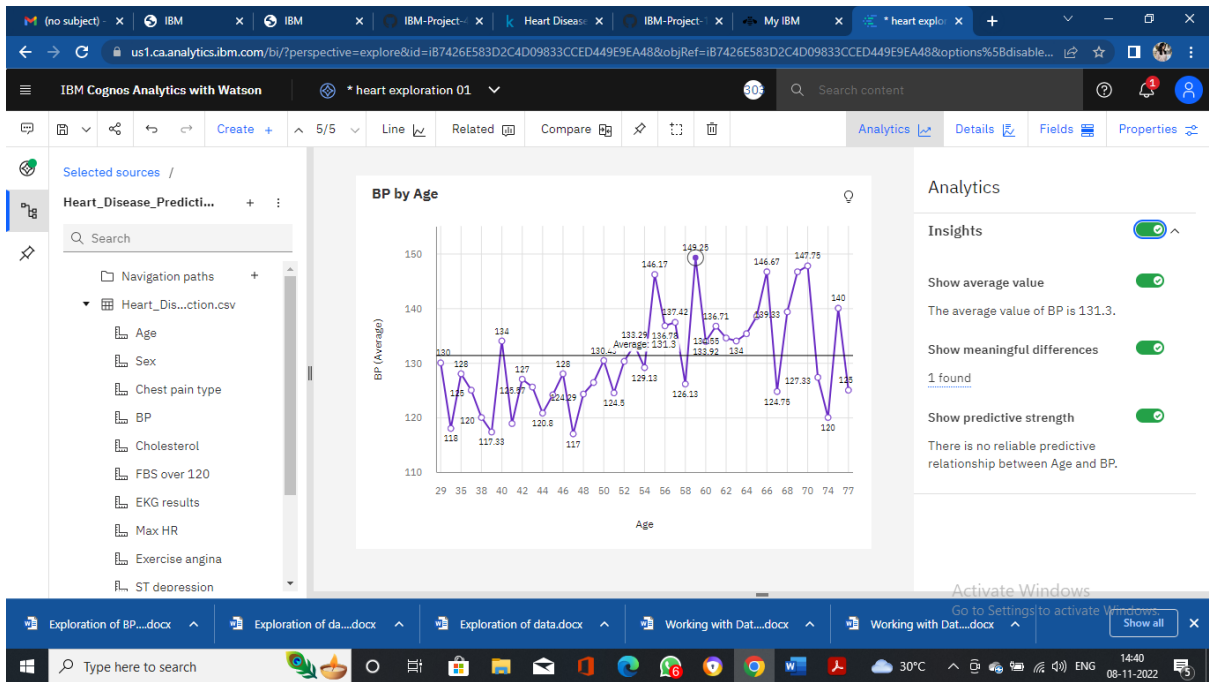 (no subject) -
IBM
IBM
IBM-Project-4
Heart Disease
IBM-Project-1
My IBM
* heart explor
us1.ca.analytics.ibm.com/bi/?perspective=explore&id=iB7426E583D2C4D09833CCED449E9EA48&objRef=iB7426E583D2C4D09833CCED449E9EA48&options%5Bdisable...
IBM Cognos Analytics with Watson
* heart exploration 01
303
Search content
1
Create +
5/5
Line
Related
Compare
Analytics
Details
Fields
Properties
Selected sources /
Heart_Disease_Predicti...
Search
Navigation paths
Heart_Dis...ction.csv
Age
Sex
Chest pain type
BP
Cholesterol
FBS over 120
EKG results
Max HR
Exercise angina
ST depression
BP by Age
BP (Average)
150
140
130
120
110
130
118
128
125
120
117.33
134
125.57
127
120.8
124.29
128
117
130.43
124.5
133.29
Average: 131.3
129.13
146.17
136.78
137.42
126.13
149.25
133.92
136.71
134
139.33
146.67
124.75
147.75
127.33
120
140
125
29 35 38 40 42 44 46 48 50 52 54 56 58 60 62 64 66 68 70 74 77
Age
Analytics
Insights
Show average value
The average value of BP is 131.3.
Show meaningful differences
1 found
Show predictive strength
There is no reliable predictive
relationship between Age and BP.
Activate Windows
Go to Settings to activate Windows.
Exploration of BP....docx
Exploration of da....docx
Exploration of data.docx
Working with Dat....docx
Working with Dat....docx
Show all
Type here to search
6
30°C
ENG
14:40
08-11-2022
5